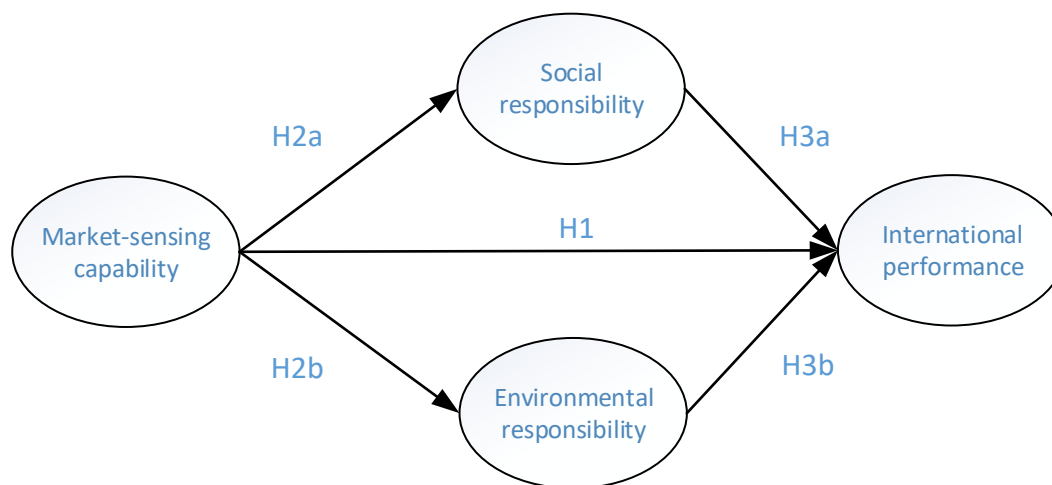 Social
responsibility
H2a
H3a
Market-sensing
capability
H1
International
performance
H2b
H3b
Environmental
responsibility